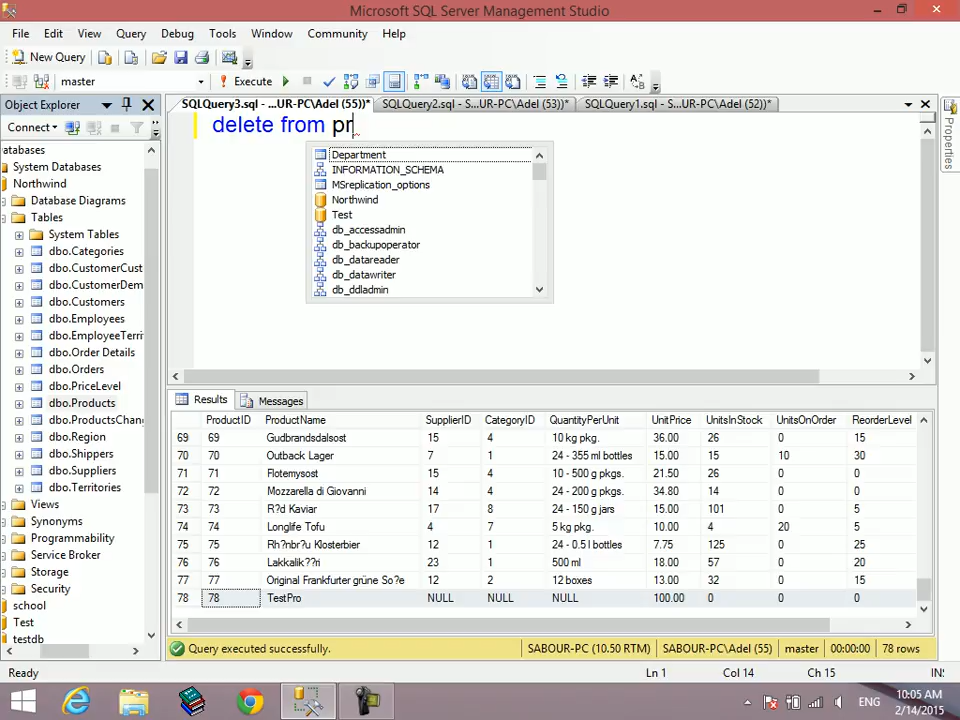 Microsoft SQL Server Management Studio
File Edit View Query Debug Tools Window Community Help
New Query
master Execute
Object Explorer
SQLQuery3.sql - ...UR-PC\Adel (55))* SQLQuery2.sql - S...UR-PC\Adel (53))* SQLQuery1.sql - S...UR-PC\Adel (52))*
Properties
Connect
atabases
System Databases
Northwind
Database Diagrams
Tables
System Tables
dbo.Categories
dbo.CustomerCust
dbo.CustomerDem
dbo.Customers
dbo.Employees
dbo.EmployeeTerri
dbo.Order Details
dbo.Orders
dbo.PriceLevel
dbo.Products
dbo.ProductsChan
dbo.Region
dbo.Shippers
dbo.Suppliers
dbo.Territories
Views
Synonyms
Programmability
Service Broker
Storage
Security
school
Test
testdb
delete from pr
Department
INFORMATION_SCHEMA
MSreplication_options
Northwind
Test
db_accessadmin
db_backupoperator
db_datareader
db_datawriter
db_ddladmin
Results Messages
ProductID ProductName SupplierID CategoryID QuantityPerUnit UnitPrice UnitsInStock UnitsOnOrder ReorderLevel
69 69 Gudbrandsdalsost 15 4 10 kg pkg. 36.00 26 0 15
70 70 Outback Lager 7 1 24 - 355 ml bottles 15.00 15 10 30
71 71 Flotemysost 15 4 10 - 500 g pkgs. 21.50 26 0 0
72 72 Mozzarella di Giovanni 14 4 24 - 200 g pkgs. 34.80 14 0 0
73 73 R?d Kaviar 17 8 24 - 150 g jars 15.00 101 0 5
74 74 Longlife Tofu 4 7 5 kg pkg. 10.00 4 20 5
75 75 Rh?nbr?u Klosterbier 12 1 24 - 0.5 l bottles 7.75 125 0 25
76 76 Lakkalik??ri 23 1 500 ml 18.00 57 0 20
77 77 Original Frankfurter grüne So?e 12 2 12 boxes 13.00 32 0 15
78 78 TestPro NULL NULL NULL 100.00 0 0 0
Query executed successfully. SABOUR-PC (10.50 RTM) SABOUR-PC\Adel (55) master 00:00:00 78 rows
Ready Ln 1 Col 14 Ch 15 INS
ENG 10:05 AM
2/14/2015